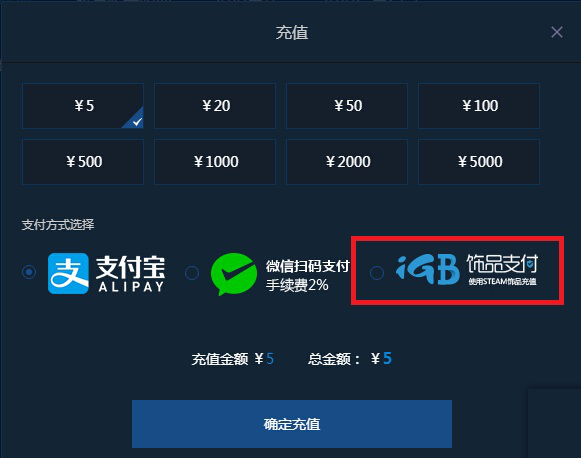 充值
¥5
¥20
¥50
¥100
¥500
¥1000
¥2000
¥5000
支付方式选择
支 支付宝
ALIPAY
微信扫码支付
手续费2%
iGB 饰品支付
使用STEAM饰品充值
充值金额 ¥5 总金额： ¥5
确定充值